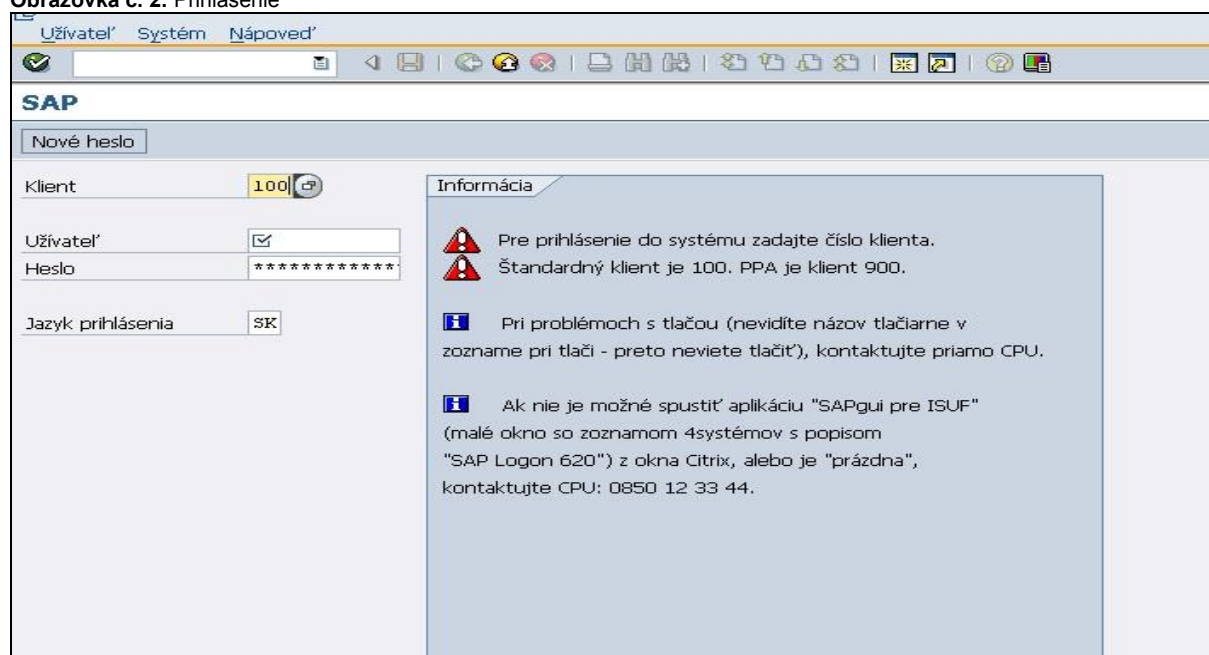 Obrazovka č. 2. Prihlásenie
Užívateľ Systém Nápoveď
SAP
Nové heslo
Klient 100
Informácia
Užívateľ
Heslo ************
Jazyk prihlásenia SK
Pre prihlásenie do systému zadajte číslo klienta.
Štandardný klient je 100. PPA je klient 900.
Pri problémoch s tlačou (nevidíte názov tlačiarne v
zozname pri tlači - preto neviete tlačiť), kontaktujte priamo CPU.
Ak nie je možné spustiť aplikáciu "SAPgui pre ISUF"
(malé okno so zoznamom 4systémov s popisom
"SAP Logon 620") z okna Citrix, alebo je "prázdna",
kontaktujte CPU: 0850 12 33 44.